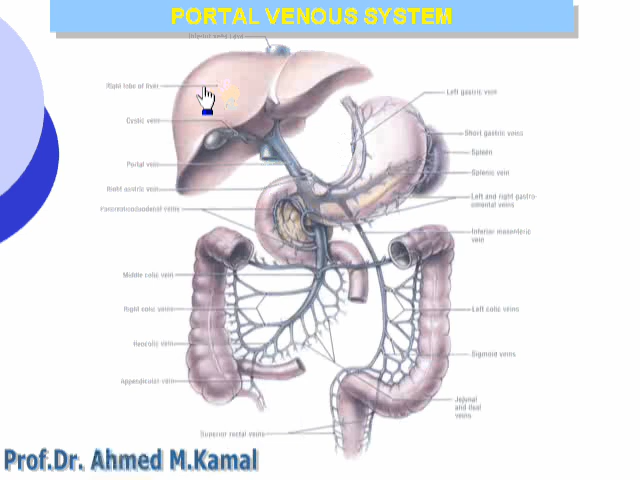 PORTAL VENOUS SYSTEM
Right lobe of liver
Cystic vein
Portal vein
Right gastric vein
Pancreaticoduodenal veins
Middle colic vein
Right colic veins
Ileocolic vein
Appendicular vein
Superior rectal veins
Left gastric vein
Short gastric veins
Spleen
Splenic vein
Left and right gastro-
omental veins
Inferior mesenteric
vein
Left colic veins
Sigmoid veins
Jejunal
and ileal
veins
Prof.Dr. Ahmed M.Kamal